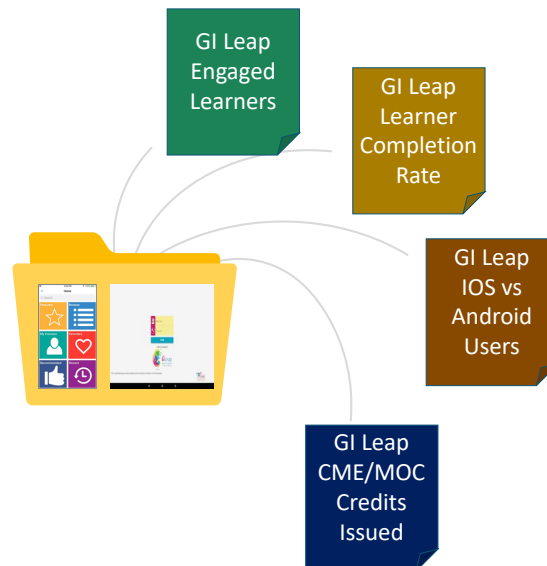 GI Leap
Engaged
Learners
GI Leap
Learner
Completion
Rate
GI Leap
IOS vs
Android
Users
GI Leap
CME/MOC
Credits
Issued